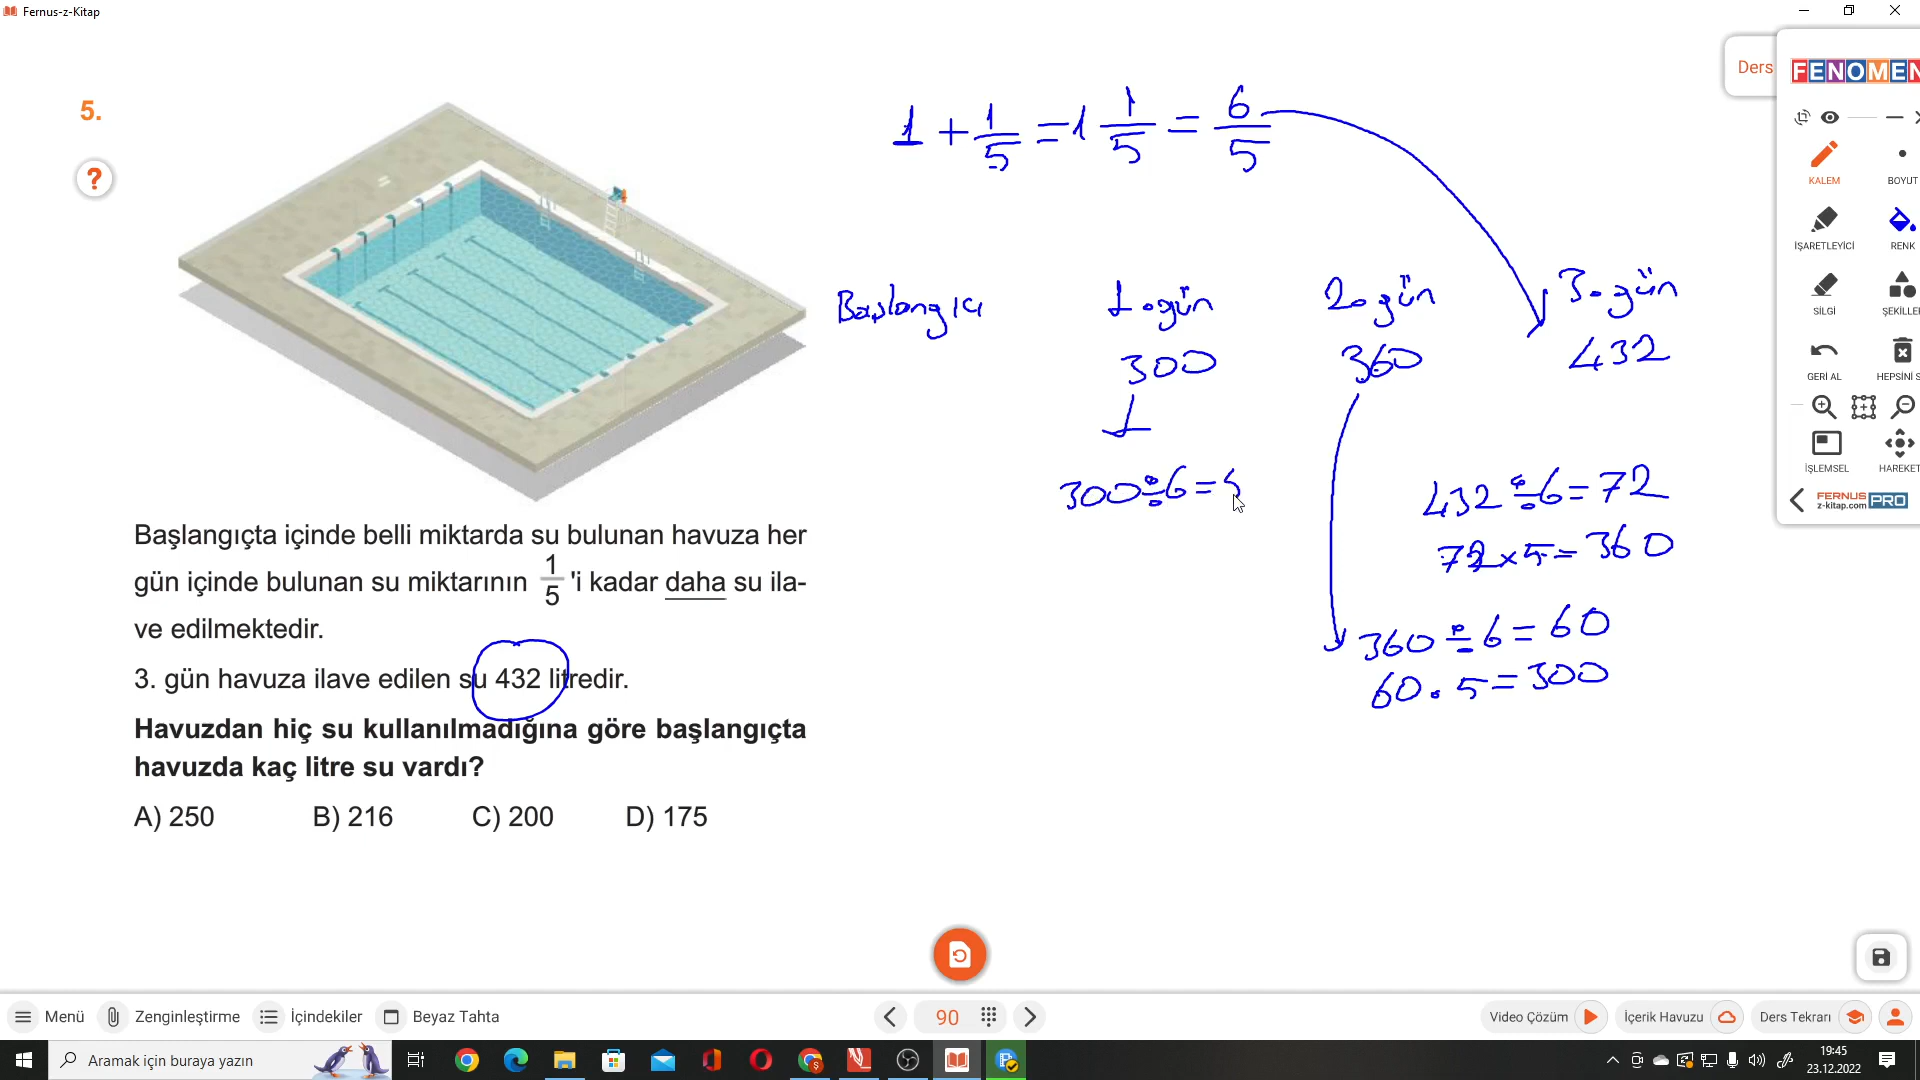 Fernus-z-Kitap
5.
?
1 + 1/5 = 1 1/5 = 6/5
Başlangıç 1. gün 2. gün 3. gün
300 360 432
300 ÷ 6 = 5
432 ÷ 6 = 72
72 x 5 = 360
360 ÷ 6 = 60
60 . 5 = 300
Başlangıçta içinde belli miktarda su bulunan havuza her
gün içinde bulunan su miktarının 1/5 'i kadar daha su ila-
ve edilmektedir.
3. gün havuza ilave edilen su 432 litredir.
Havuzdan hiç su kullanılmadığına göre başlangıçta
havuzda kaç litre su vardı?
A) 250 B) 216 C) 200 D) 175
Ders
FENOMEN
KALEM BOYUT
İŞARETLEYİCİ RENK
SİLGİ ŞEKİLLE
GERİ AL HEPSİNİ S
İŞLEMSEL HAREKET
FERNUS PRO
z-kitap.com
Menü Zenginleştirme İçindekiler Beyaz Tahta 90 Video Çözüm İçerik Havuzu Ders Tekrarı
Aramak için buraya yazın
19:45
23.12.2022